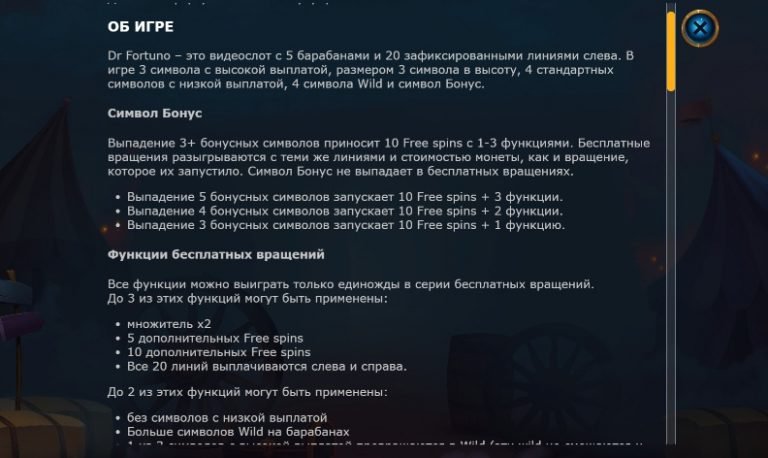 ОБ ИГРЕ
Dr Fortuno – это видеослот с 5 барабанами и 20 зафиксированными линиями слева. В
игре 3 символа с высокой выплатой, размером 3 символа в высоту, 4 стандартных
символов с низкой выплатой, 4 символа Wild и символ Бонус.
Символ Бонус
Выпадение 3+ бонусных символов приносит 10 Free spins с 1-3 функциями. Бесплатные
вращения разыгрываются с теми же линиями и стоимостью монеты, как и вращение,
которое их запустило. Символ Бонус не выпадает в бесплатных вращениях.
• Выпадение 5 бонусных символов запускает 10 Free spins + 3 функции.
• Выпадение 4 бонусных символов запускает 10 Free spins + 2 функции.
• Выпадение 3 бонусных символов запускает 10 Free spins + 1 функцию.
Функции бесплатных вращений
Все функции можно выиграть только единожды в серии бесплатных вращений.
До 3 из этих функций могут быть применены:
• множитель x2
• 5 дополнительных Free spins
• 10 дополнительных Free spins
• Все 20 линий выплачиваются слева и справа.
До 2 из этих функций могут быть применены:
• без символов с низкой выплатой
• Больше символов Wild на барабанах